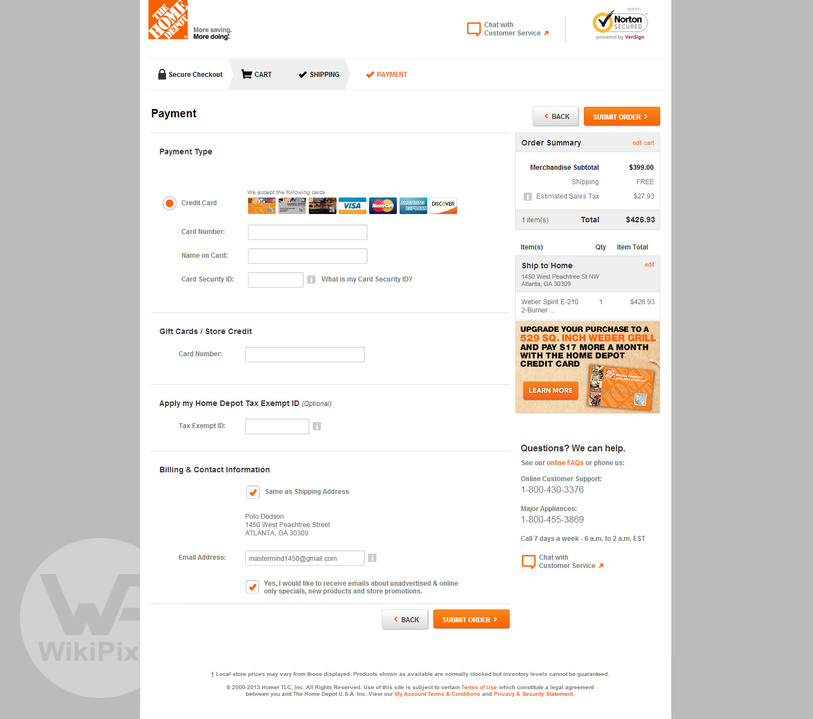 THE HOME DEPOT
More saving.
More doing.
Chat with
Customer Service
Norton
SECURED
powered by VeriSign
Secure Checkout
CART
SHIPPING
PAYMENT
Payment
BACK
SUBMIT ORDER
Payment Type
We accept the following cards
Credit Card
VISA
MasterCard
DISCOVER
Card Number:
Name on Card:
Card Security ID:
What is my Card Security ID?
Gift Cards / Store Credit
Card Number:
Apply my Home Depot Tax Exempt ID (Optional)
Tax Exempt ID:
Billing & Contact Information
Same as Shipping Address
Polo Dodson
1450 West Peachtree Street
ATLANTA, GA 30309
Email Address:
mastermind1450@gmail.com
Yes, I would like to receive emails about unadvertised & online
only specials, new products and store promotions.
BACK
SUBMIT ORDER
Order Summary
edit cart
Merchandise Subtotal $399.00
Shipping FREE
Estimated Sales Tax $27.93
1 item(s) Total $426.93
Item(s) Qty Item Total
Ship to Home
edit
1450 West Peachtree St NW
Atlanta, GA 30309
Weber Spirit E-210 1 $426.93
2-Burner ...
UPGRADE YOUR PURCHASE TO A
529 SQ. INCH WEBER GRILL
AND PAY $17 MORE A MONTH
WITH THE HOME DEPOT
CREDIT CARD
LEARN MORE
Questions? We can help.
See our online FAQs or phone us:
Online Customer Support:
1-800-430-3376
Major Appliances:
1-800-455-3869
Call 7 days a week - 6 a.m. to 2 a.m. EST
Chat with
Customer Service
WikiPix
† Local store prices may vary from those displayed. Products shown as available are normally stocked but inventory levels cannot be guaranteed.
© 2000-2013 Homer TLC, Inc. All Rights Reserved. Use of this site is subject to certain Terms of Use which constitute a legal agreement
between you and The Home Depot U.S.A. Inc. View our My Account Terms & Conditions and Privacy & Security Statement.